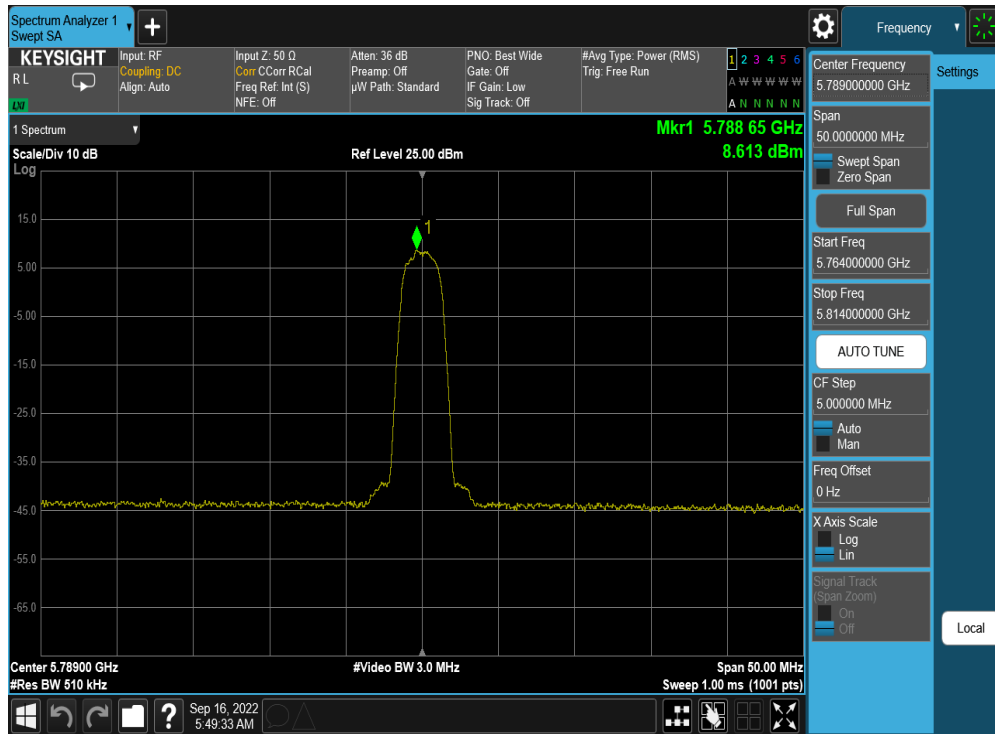 Spectrum Analyzer 1
Swept SA
+
Frequency
KEYSIGHT
R L
LXI
Input: RF
Coupling: DC
Align: Auto
Input Z: 50 Ω
Corr CCorr RCal
Freq Ref: Int (S)
NFE: Off
Atten: 36 dB
Preamp: Off
µW Path: Standard
PNO: Best Wide
Gate: Off
IF Gain: Low
Sig Track: Off
#Avg Type: Power (RMS)
Trig: Free Run
1 2 3 4 5 6
A W W W W W
A N N N N N
1 Spectrum
Scale/Div 10 dB
Log
Ref Level 25.00 dBm
Mkr1 5.788 65 GHz
8.613 dBm
1
15.0
5.00
-5.00
-15.0
-25.0
-35.0
-45.0
-55.0
-65.0
Center 5.78900 GHz
#Res BW 510 kHz
#Video BW 3.0 MHz
Span 50.00 MHz
Sweep 1.00 ms (1001 pts)
?
Sep 16, 2022
5:49:33 AM
Center Frequency
5.789000000 GHz
Span
50.0000000 MHz
Swept Span
Zero Span
Full Span
Start Freq
5.764000000 GHz
Stop Freq
5.814000000 GHz
AUTO TUNE
CF Step
5.000000 MHz
Auto
Man
Freq Offset
0 Hz
X Axis Scale
Log
Lin
Signal Track
(Span Zoom)
On
Off
Settings
Local